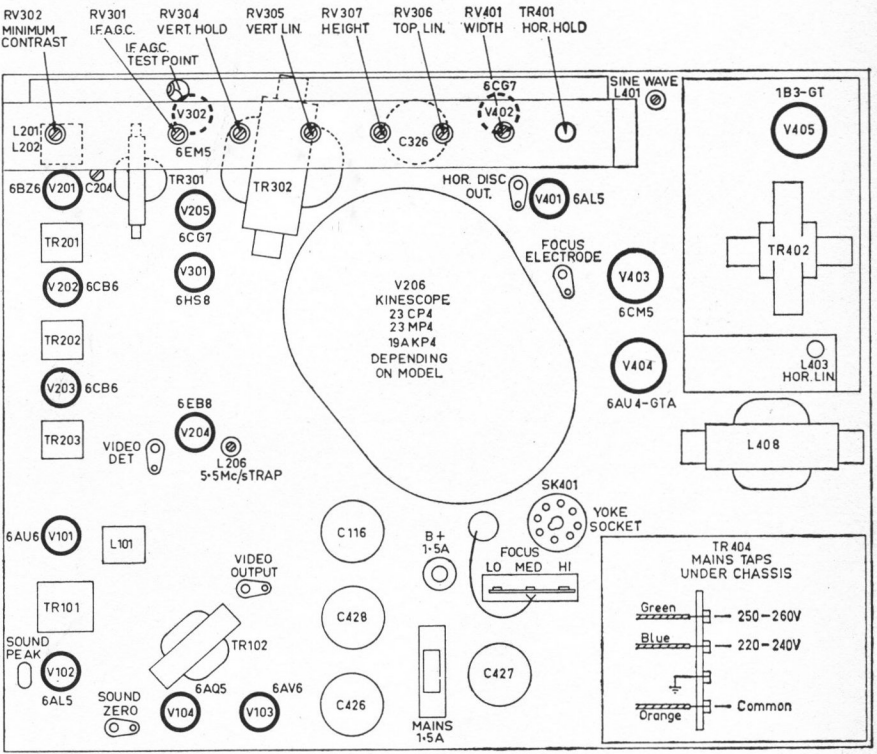 RV302 RV301 RV304 RV305 RV307 RV306 RV401 TR401
MINIMUM I.F.A.G.C. VERT. HOLD VERT LIN. HEIGHT TOP. LIN. WIDTH HOR. HOLD
CONTRAST
I.F. A.G.C.
TEST POINT
6CG7
SINE WAVE
L401
1B3-GT
V302
V402
V405
L201
L202
6EM5
C326
6BZ6 V201 C204
TR301
TR302
HOR. DISC
OUT.
V401 6AL5
V205
6CG7
TR201
FOCUS
ELECTRODE
TR402
V301
6HS8
V202 6CB6
V403
6CM5
V206
KINESCOPE
23CP4
23MP4
19AKP4
DEPENDING
ON MODEL
TR202
L403
HOR. LIN.
V404
6AU4-GTA
V203 6CB6
6EB8
V204
TR203
VIDEO
DET
L206
5·5Mc/s TRAP
L408
SK401
YOKE
SOCKET
6AU6 V101
L101
C116
B+
1·5A
FOCUS
LO MED HI
VIDEO
OUTPUT
TR404
MAINS TAPS
UNDER CHASSIS
TR101
C428
Green 250-260V
Blue 220-240V
Orange Common
TR102
SOUND
PEAK
V102
6AL5
C427
6AQ5 6AV6
SOUND
ZERO
V104 V103
C426
MAINS
1·5A